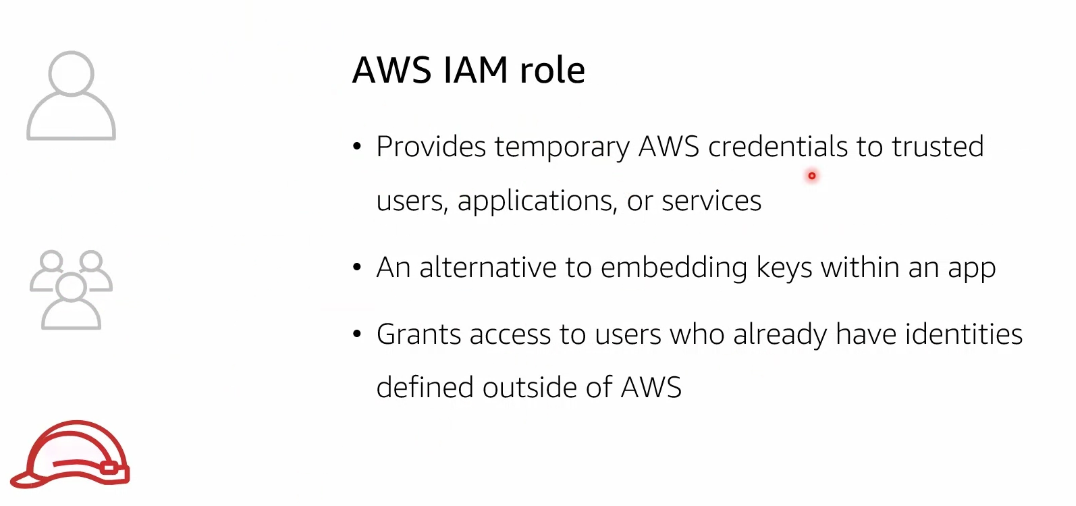 AWS IAM role
• Provides temporary AWS credentials to trusted
users, applications, or services
• An alternative to embedding keys within an app
• Grants access to users who already have identities
defined outside of AWS